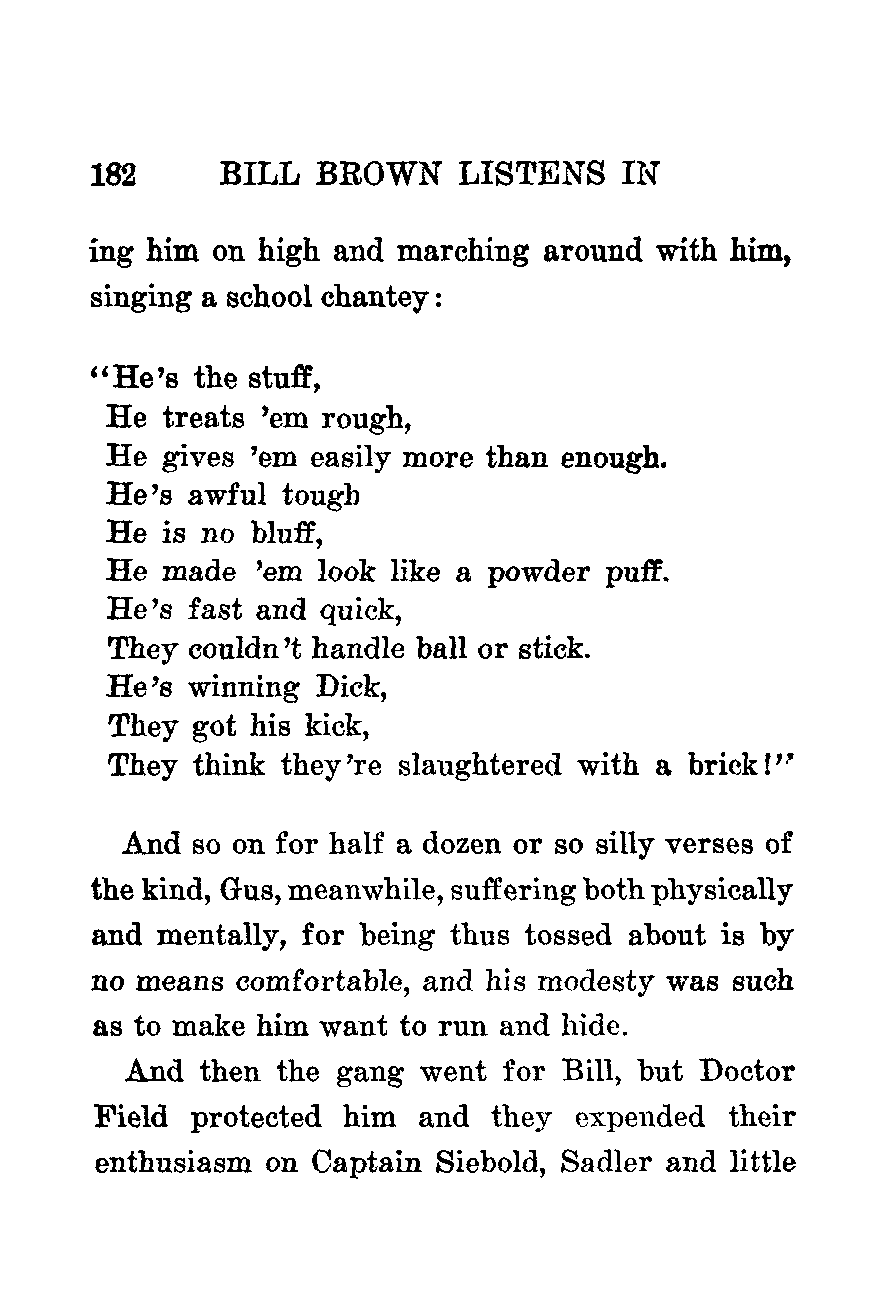 182 BILL BROWN LISTENS IN
ing him on high and marching around with him,
singing a school chantey:
“He’s the stuff,
He treats ’em rough,
He gives ’em easily more than enough.
He’s awful tough
He is no bluff,
He made ’em look like a powder puff.
He’s fast and quick,
They couldn’t handle ball or stick.
He’s winning Dick,
They got his kick,
They think they’re slaughtered with a brick!”
And so on for half a dozen or so silly verses of
the kind, Gus, meanwhile, suffering both physically
and mentally, for being thus tossed about is by
no means comfortable, and his modesty was such
as to make him want to run and hide.
And then the gang went for Bill, but Doctor
Field protected him and they expended their
enthusiasm on Captain Siebold, Sadler and little